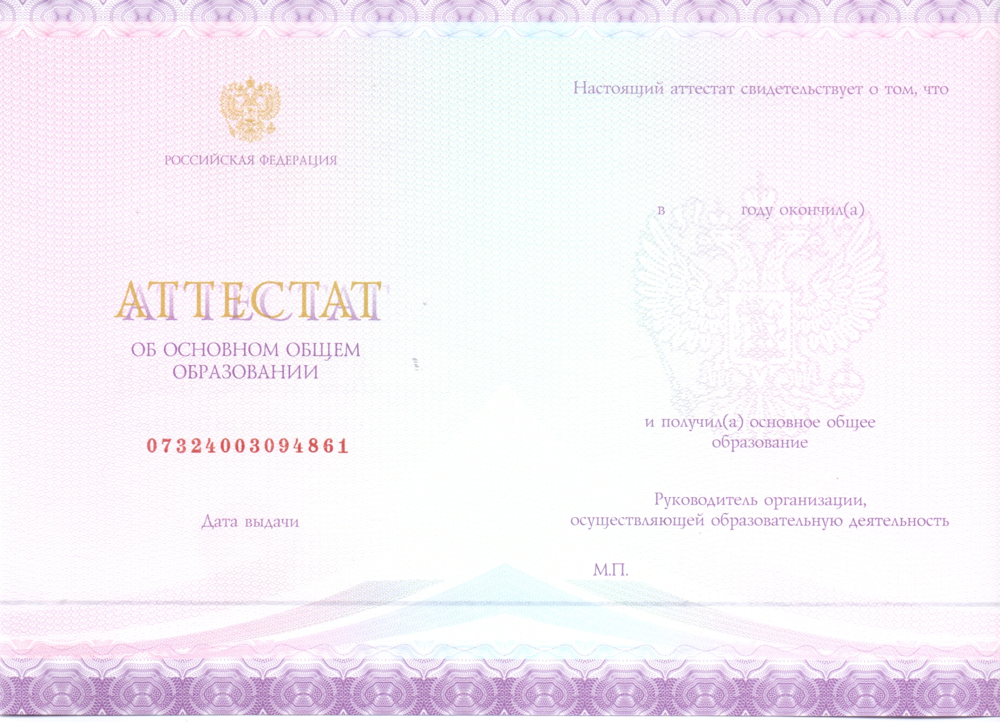 РОССИЙСКАЯ ФЕДЕРАЦИЯ
АТТЕСТАТ
ОБ ОСНОВНОМ ОБЩЕМ
ОБРАЗОВАНИИ
07324003094861
Дата выдачи
Настоящий аттестат свидетельствует о том, что
в году окончил(а)
и получил(а) основное общее
образование
Руководитель организации,
осуществляющей образовательную деятельность
М.П.